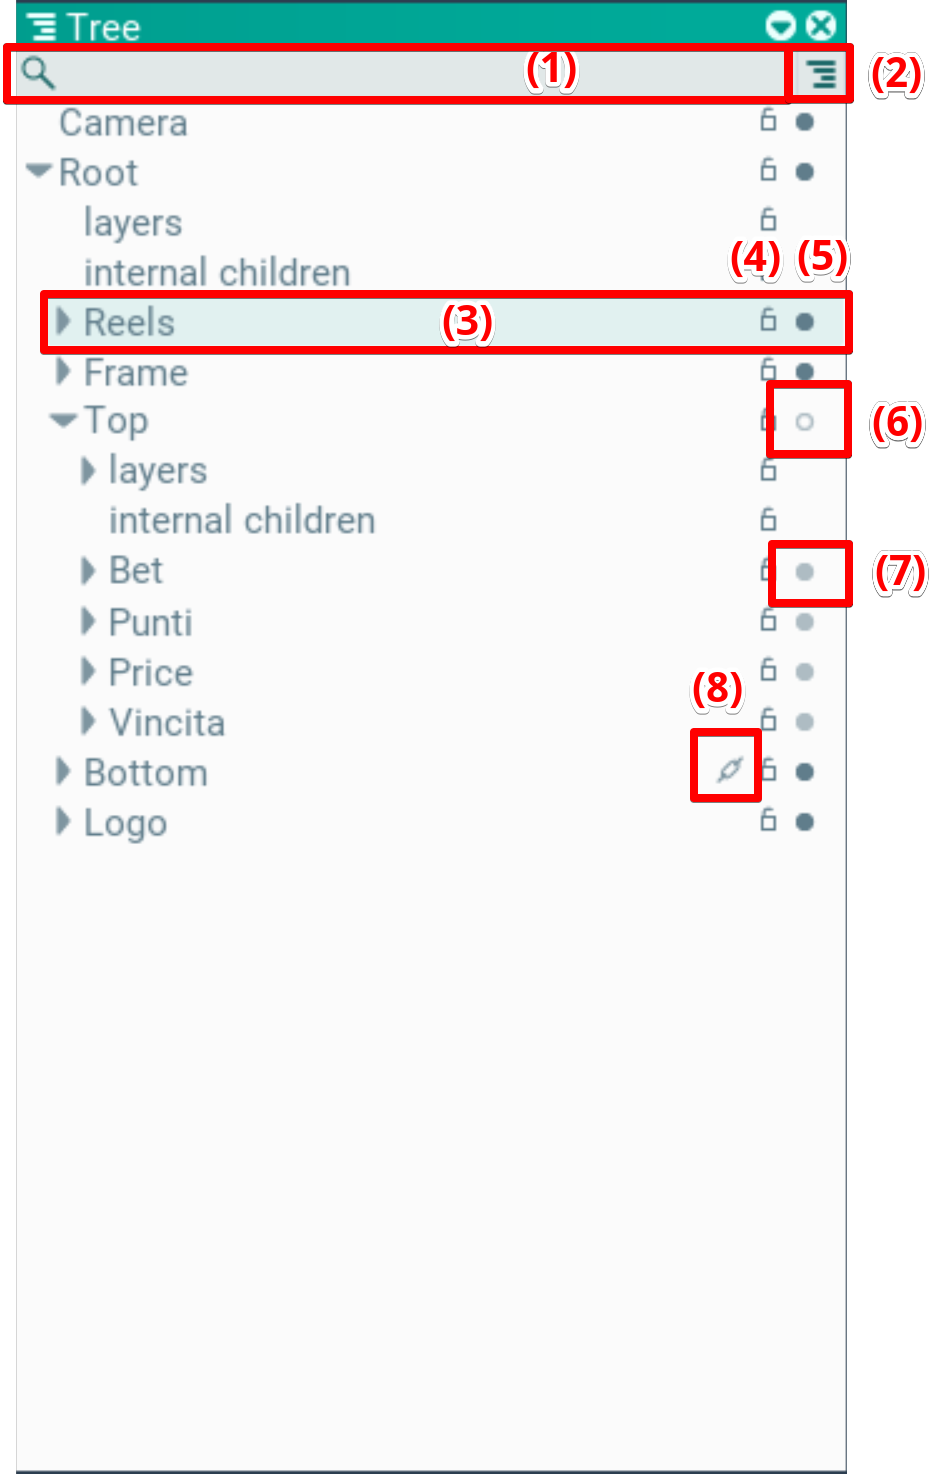 Tree
(1) (2)
Camera
Root
layers
(4) (5)
internal children
Reels (3)
Frame
Top (6)
layers
internal children
Bet (7)
Punti
Price (8)
Vincita
Bottom
Logo